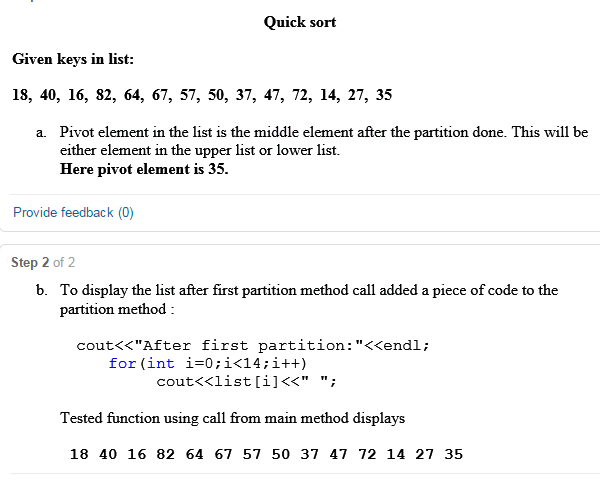 Quick sort
Given keys in list:
18, 40, 16, 82, 64, 67, 57, 50, 37, 47, 72, 14, 27, 35
a. Pivot element in the list is the middle element after the partition done. This will be
either element in the upper list or lower list.
Here pivot element is 35.
Provide feedback (0)
Step 2 of 2
b. To display the list after first partition method call added a piece of code to the
partition method :
cout<<"After first partition:"<<endl;
for(int i=0;i<14;i++)
cout<<list[i]<<" ";
Tested function using call from main method displays
18 40 16 82 64 67 57 50 37 47 72 14 27 35